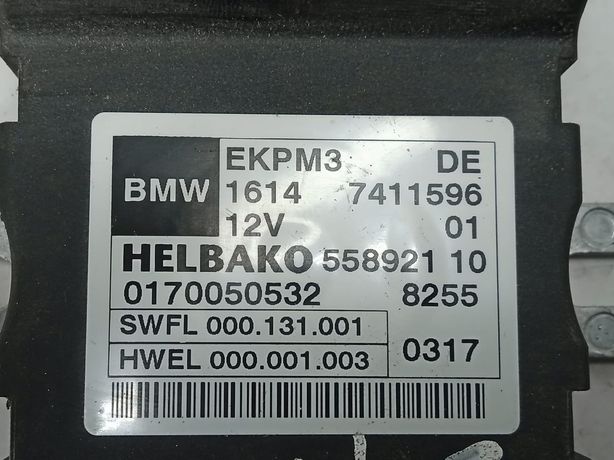 EKPM3 DE
BMW 1614 7411596
12V 01
HELBAKO 558921 10
0170050532 8255
SWFL 000.131.001
HWEL 000.001.003 0317